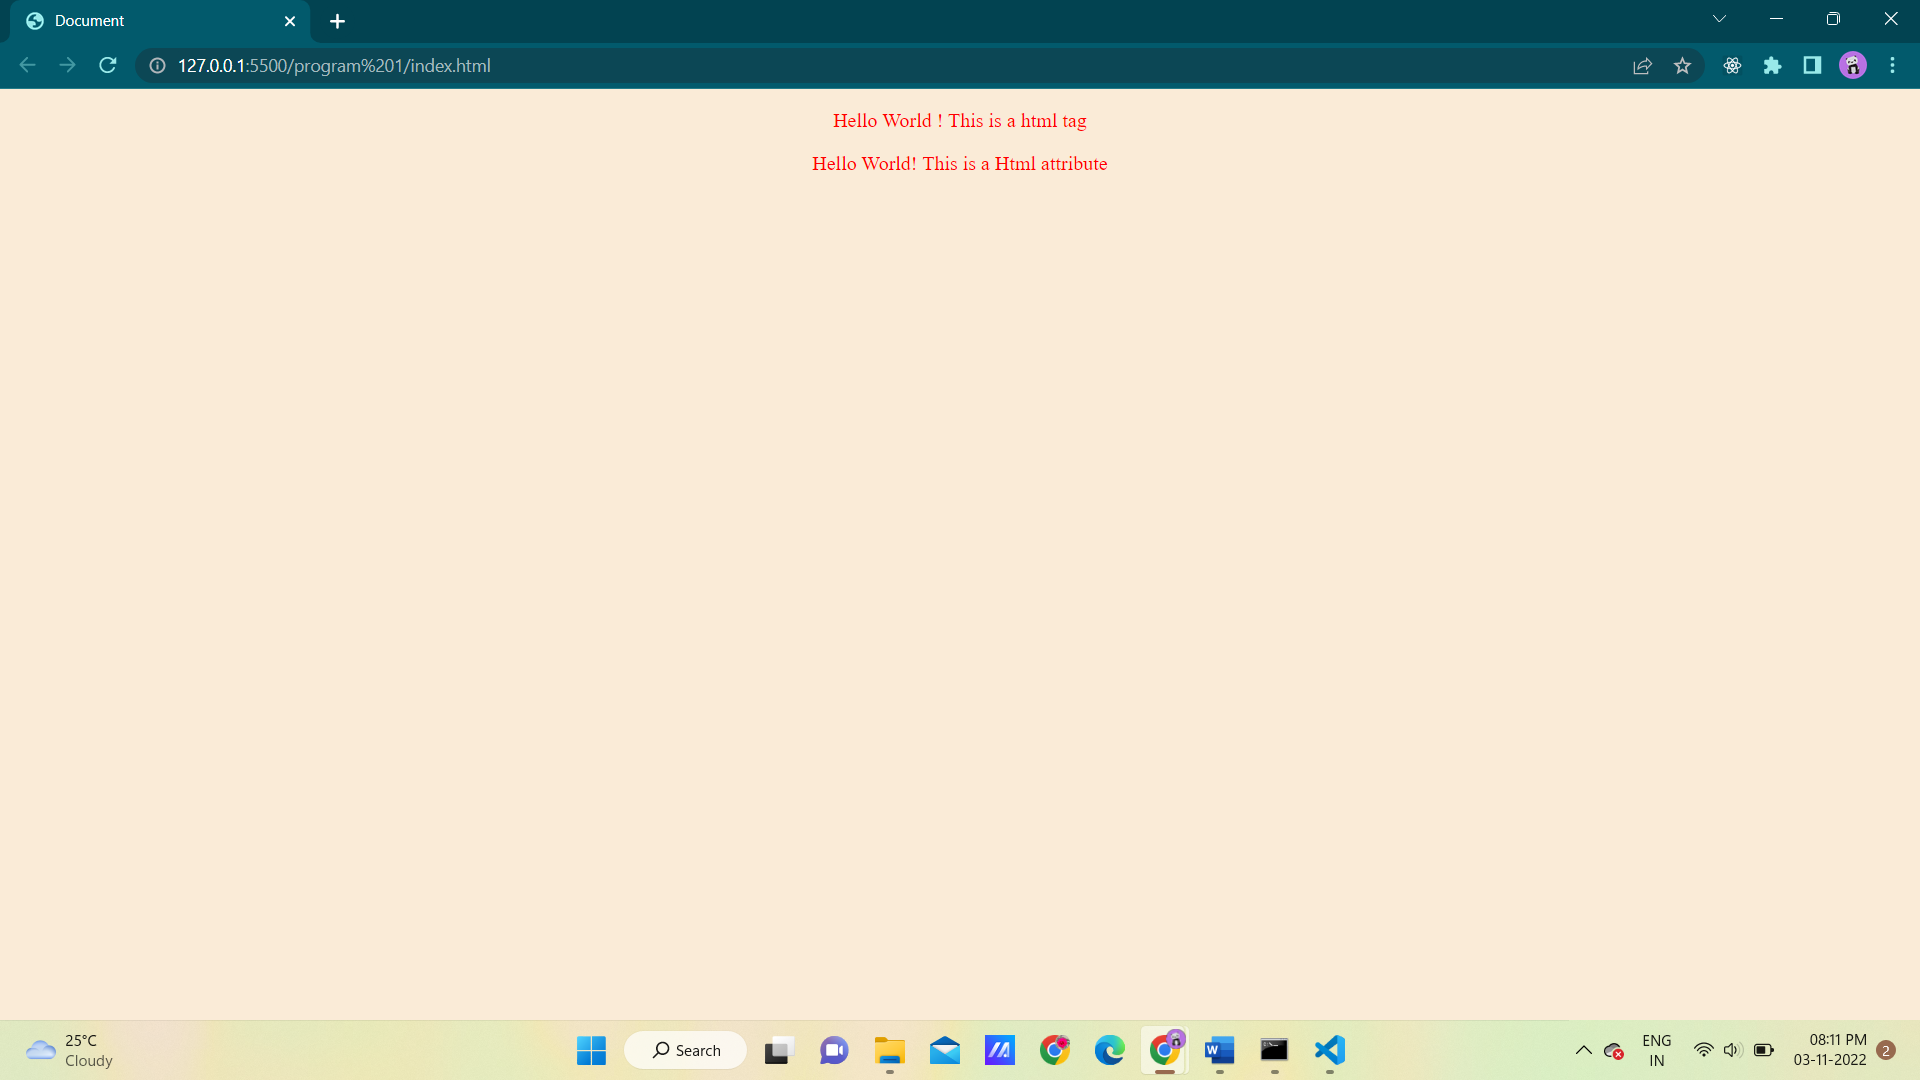 Document
127.0.0.1:5500/program%201/index.html
Hello World ! This is a html tag
Hello World! This is a Html attribute
25°C
Cloudy
Search
ENG
IN
08:11 PM
03-11-2022
2